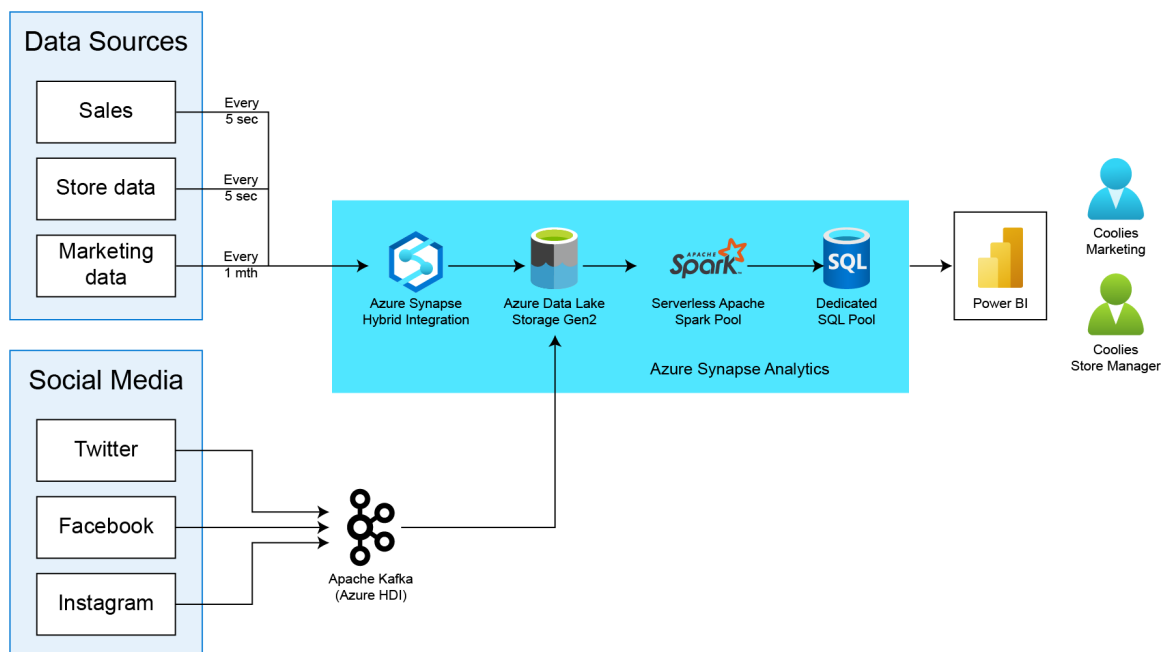 Data Sources
Sales
Every
5 sec
Store data
Every
5 sec
Marketing
data
Every
1 mth
Azure Synapse
Hybrid Integration
Azure Data Lake
Storage Gen2
APACHE
Spark™
Serverless Apache
Spark Pool
SQL
Dedicated
SQL Pool
Azure Synapse Analytics
Power BI
Coolies
Marketing
Coolies
Store Manager
Social Media
Twitter
Facebook
Instagram
Apache Kafka
(Azure HDI)